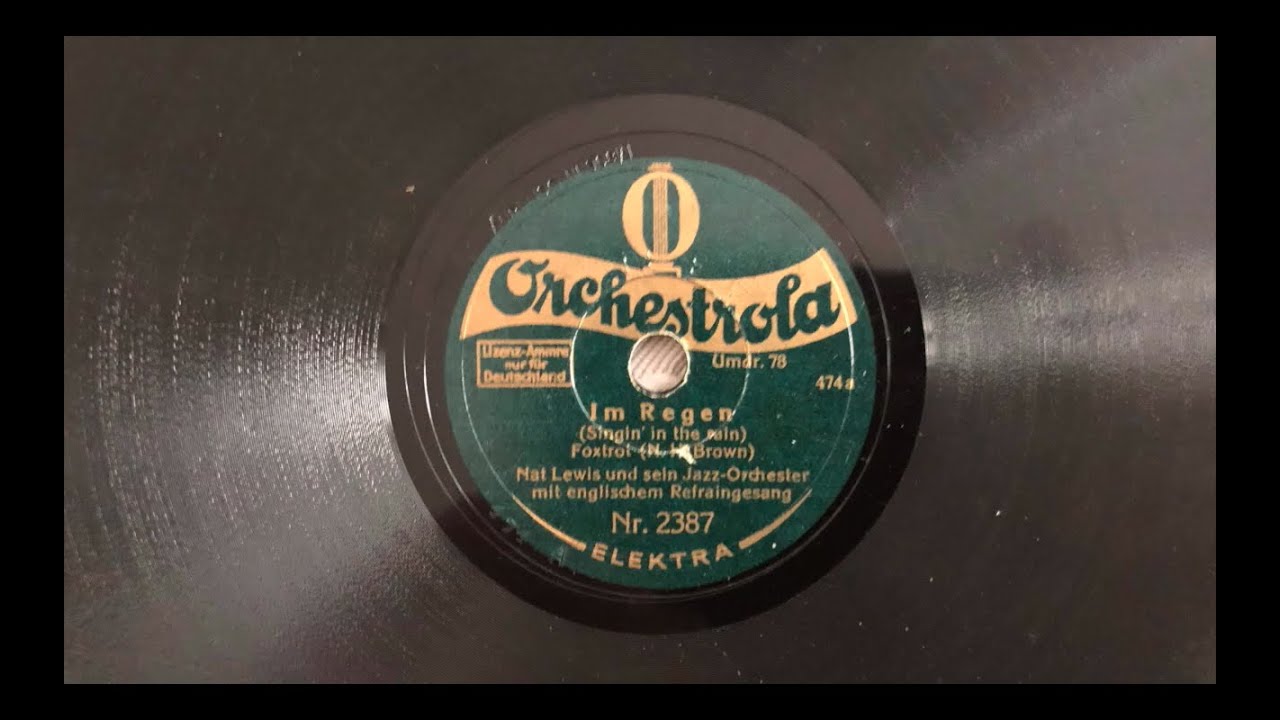 Orchestrola
Lizenz-Ammre
nur für
Deutschland
Umdr. 78
474a
Im Regen
(Singin' in the rain)
Foxtrot (N. H. Brown)
Nat Lewis und sein Jazz-Orchester
mit englischem Refraingesang
Nr. 2387
ELEKTRA